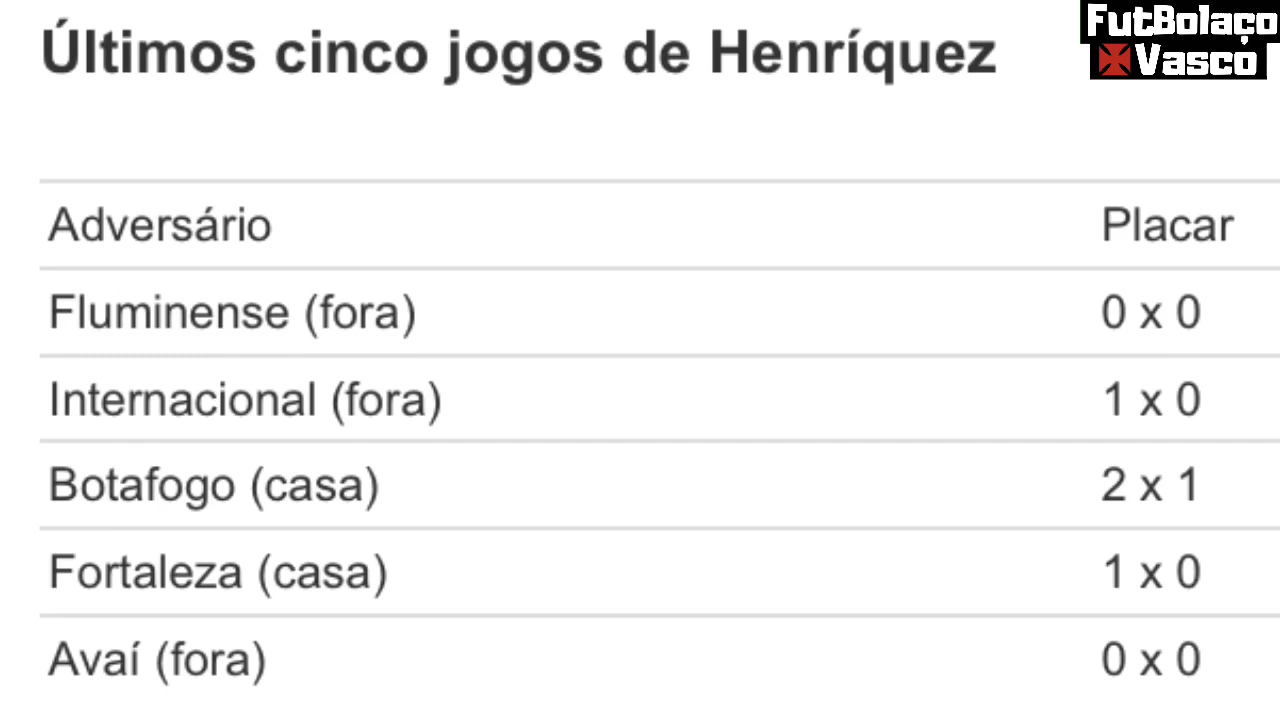 Últimos cinco jogos de Henríquez
FutBolaço
Vasco
Adversário Placar
Fluminense (fora) 0 x 0
Internacional (fora) 1 x 0
Botafogo (casa) 2 x 1
Fortaleza (casa) 1 x 0
Avaí (fora) 0 x 0